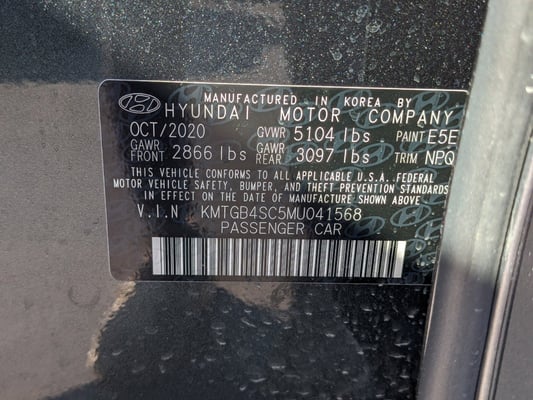 MANUFACTURED IN KOREA BY
HYUNDAI MOTOR COMPANY
OCT/2020 GVWR 5104 lbs PAINT E5E
GAWR FRONT 2866 lbs GAWR REAR 3097 lbs TRIM NPQ
THIS VEHICLE CONFORMS TO ALL APPLICABLE U.S.A. FEDERAL
MOTOR VEHICLE SAFETY, BUMPER, AND THEFT PREVENTION STANDARDS
IN EFFECT ON THE DATE OF MANUFACTURE SHOWN ABOVE.
V.I.N KMTGB4SC5MU041568
PASSENGER CAR